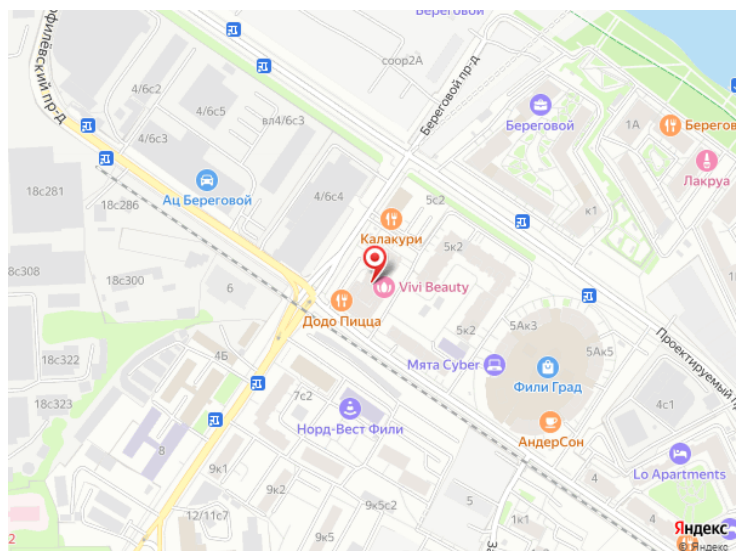 Береговой
соор2А
4/6с2
филёвский пр-д
4/6с5
вл4/6с3
Береговой пр-д
Береговой
1А
Берегов
4/6с3
Лакруа
18с281
18с286
Ац Береговой
4/6с4
5с2
к1
Калакури
5к2
18с308
18с300
6
Vivi Beauty
Додо Пицца
5к2
5Ак3
Проектируемый п
18с322
4Б
Мята Cyber
5Ак5
Фили Град
18с323
7с2
4с1
Норд-Вест Фили
АндерСон
8
9к1
9к2
9к5с2
5
4
Lo Apartments
12/11с7
9к5
1к1
За
2
Яндекс
© Яндекс